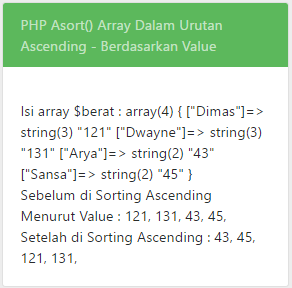 PHP Asort() Array Dalam Urutan
Ascending - Berdasarkan Value
Isi array $berat : array(4) { ["Dimas"]=>
string(3) "121" ["Dwayne"]=> string(3)
"131" ["Arya"]=> string(2) "43"
["Sansa"]=> string(2) "45" }
Sebelum di Sorting Ascending
Menurut Value : 121, 131, 43, 45,
Setelah di Sorting Ascending : 43, 45,
121, 131,